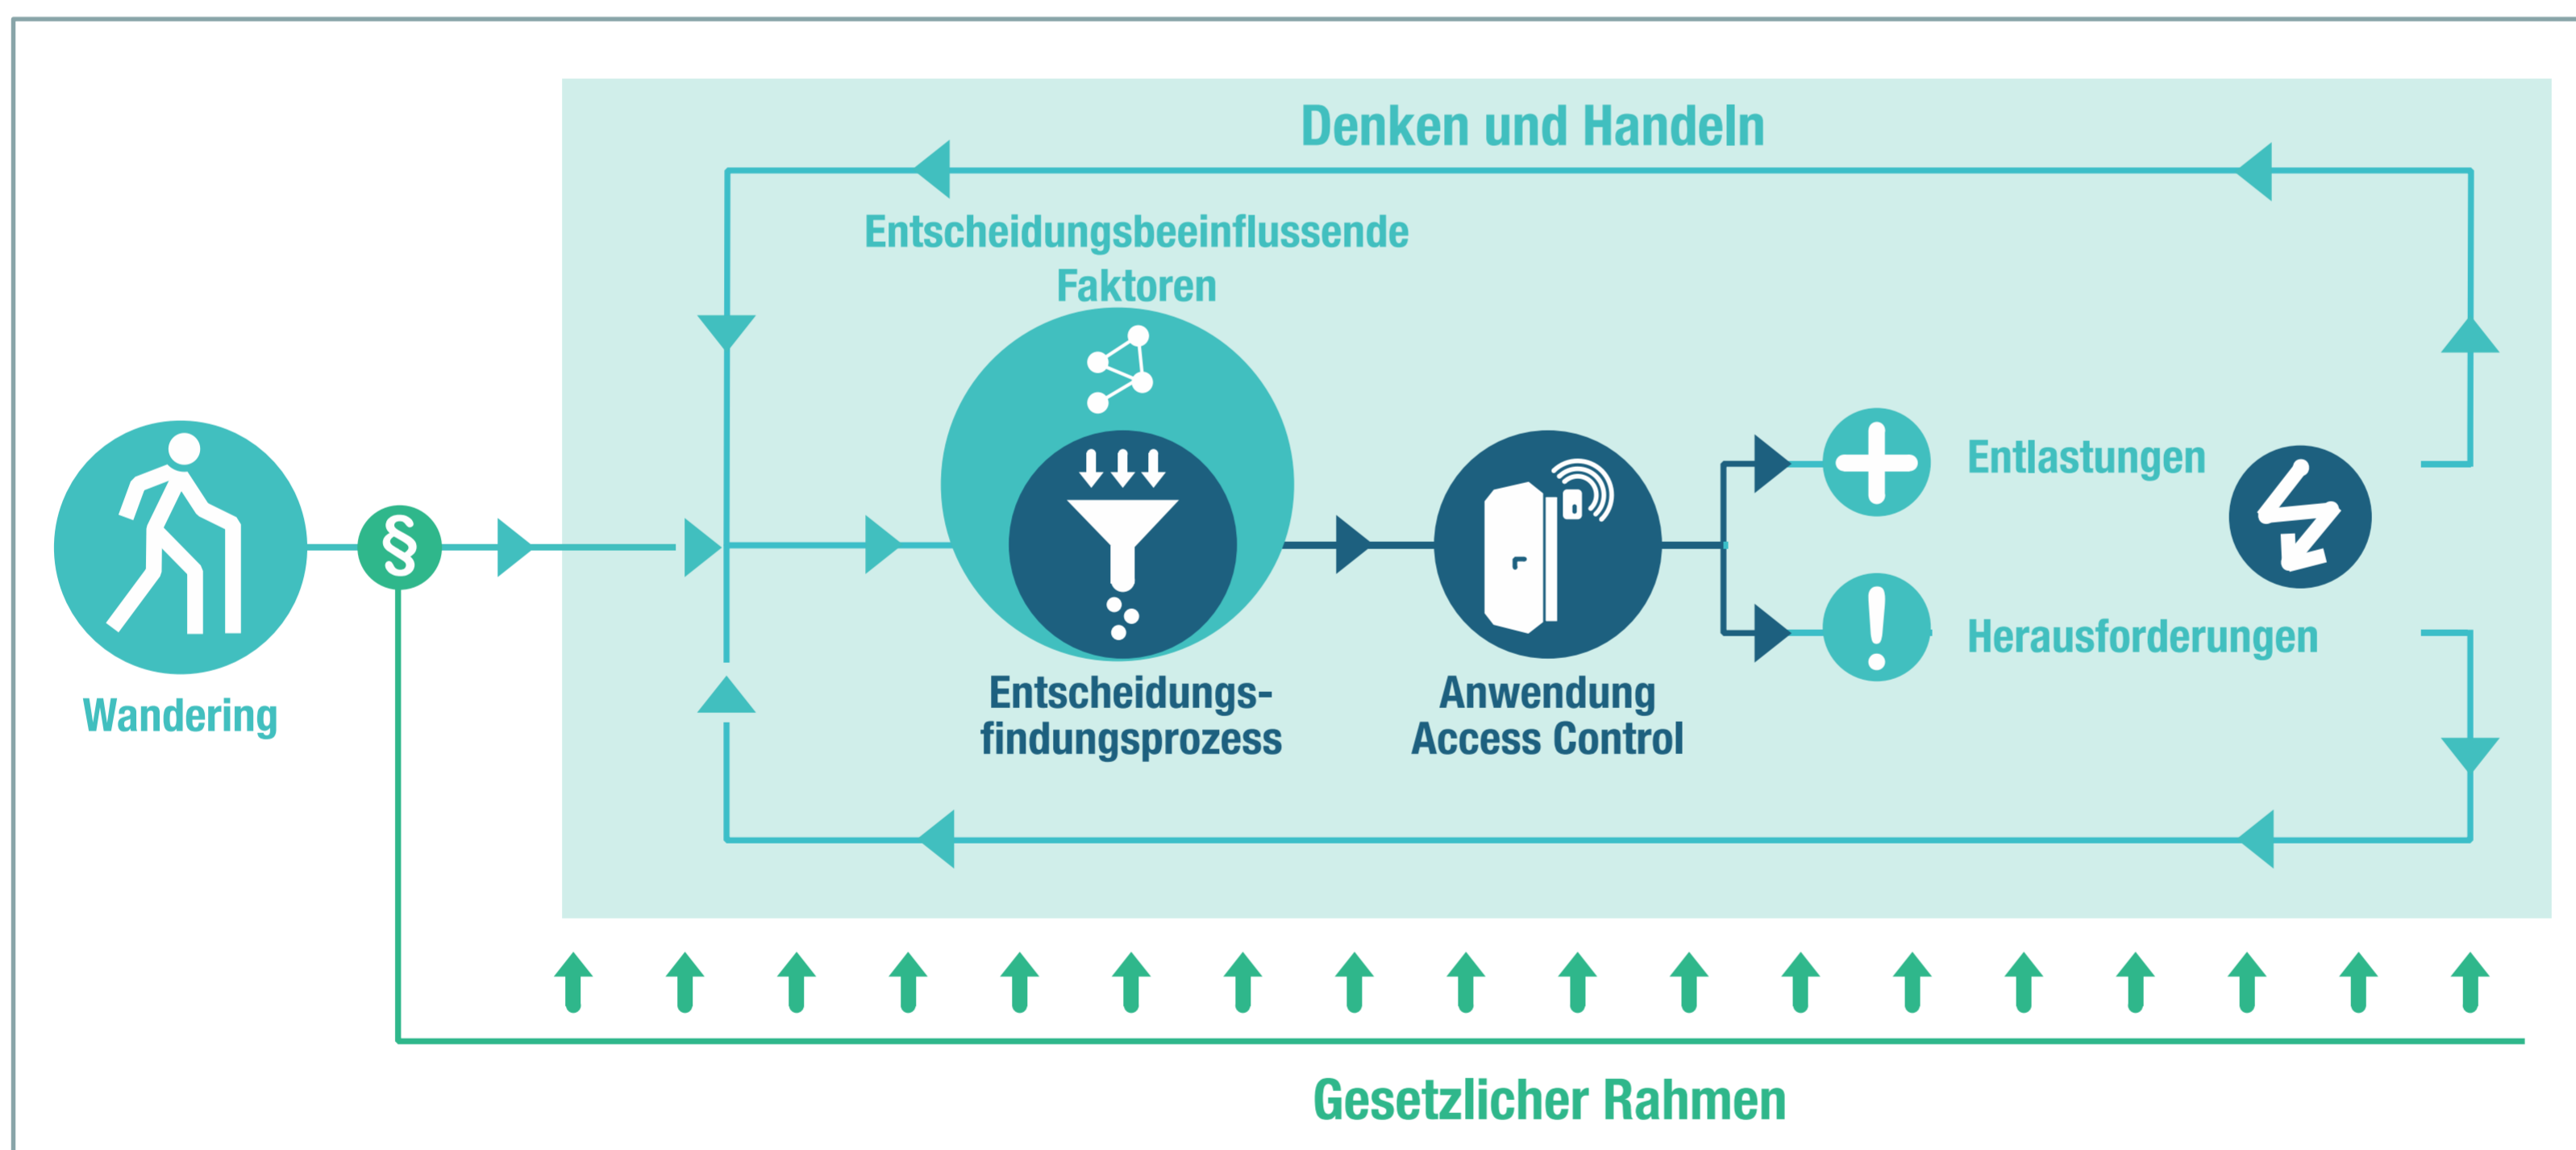 Denken und Handeln
Entscheidungsbeeinflussende
Faktoren
§
Entlastungen
Herausforderungen
Wandering
Entscheidungs-
findungsprozess
Anwendung
Access Control
Gesetzlicher Rahmen